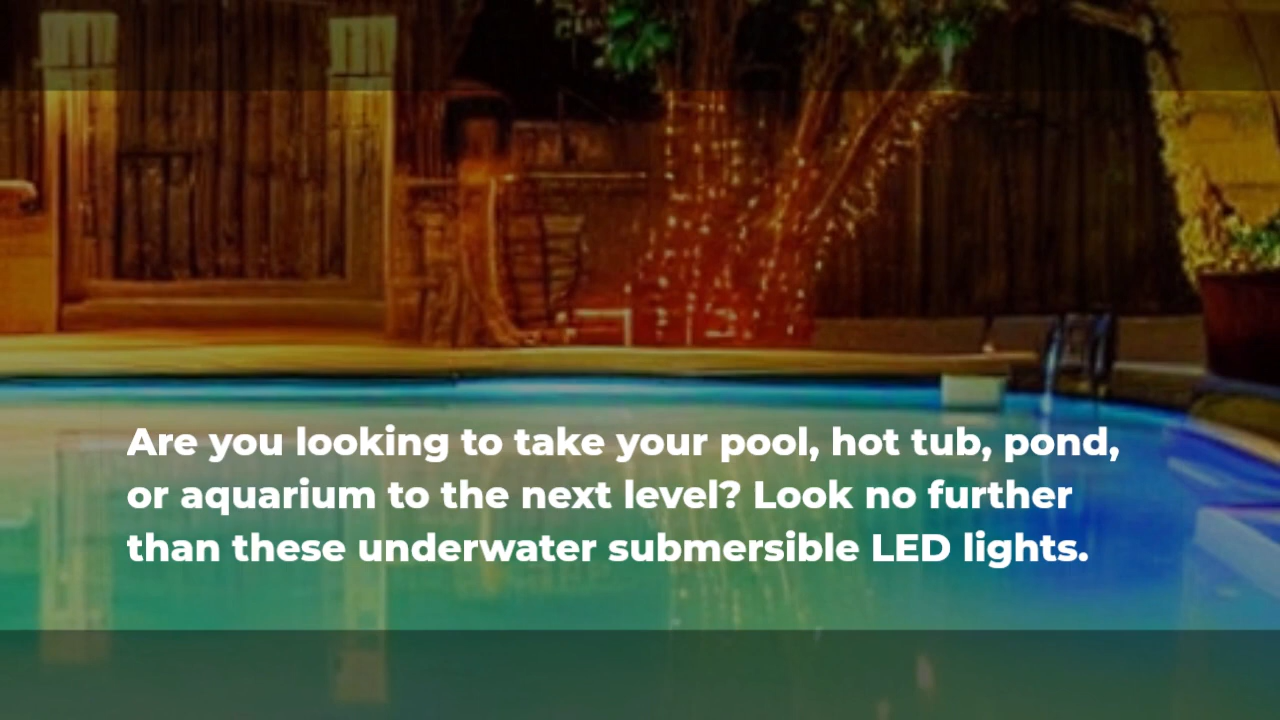 Are you looking to take your pool, hot tub, pond,
or aquarium to the next level? Look no further
than these underwater submersible LED lights.